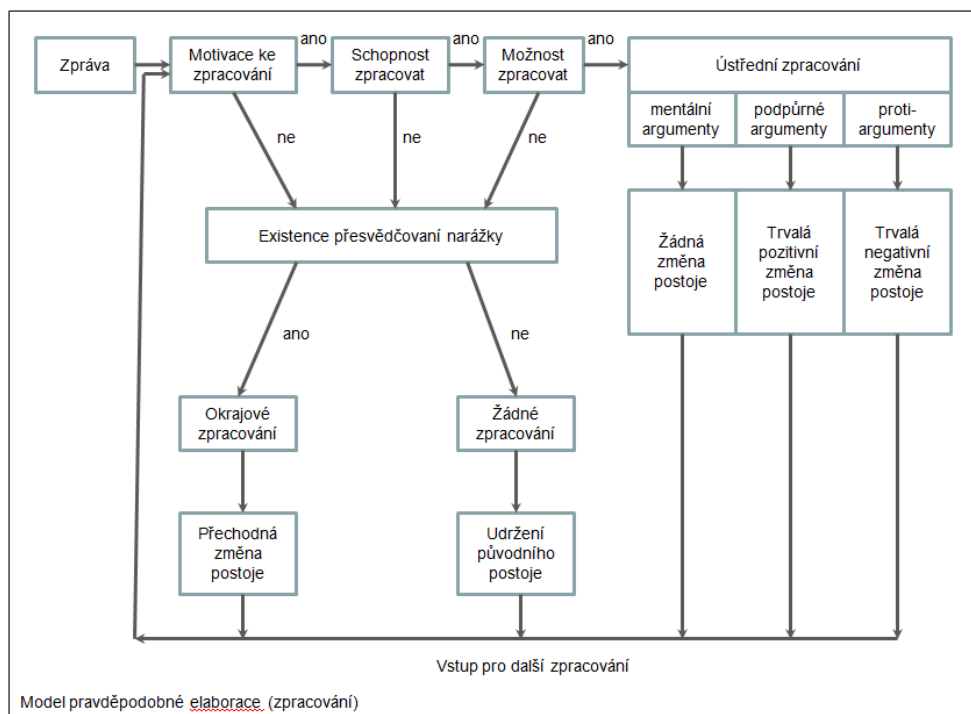 ano
ano
ano
Zpráva
Motivace ke
zpracování
Schopnost
zpracovat
Možnost
zpracovat
Ústřední zpracování
mentální
argumenty
podpůrné
argumenty
proti-
argumenty
ne
ne
ne
Existence přesvědčovaní narážky
Žádná
změna
postoje
Trvalá
pozitivní
změna
postoje
Trvalá
negativní
změna
postoje
ano
ne
Okrajové
zpracování
Žádné
zpracování
Přechodná
změna
postoje
Udržení
původního
postoje
Vstup pro další zpracování
Model pravděpodobné elaborace (zpracování)